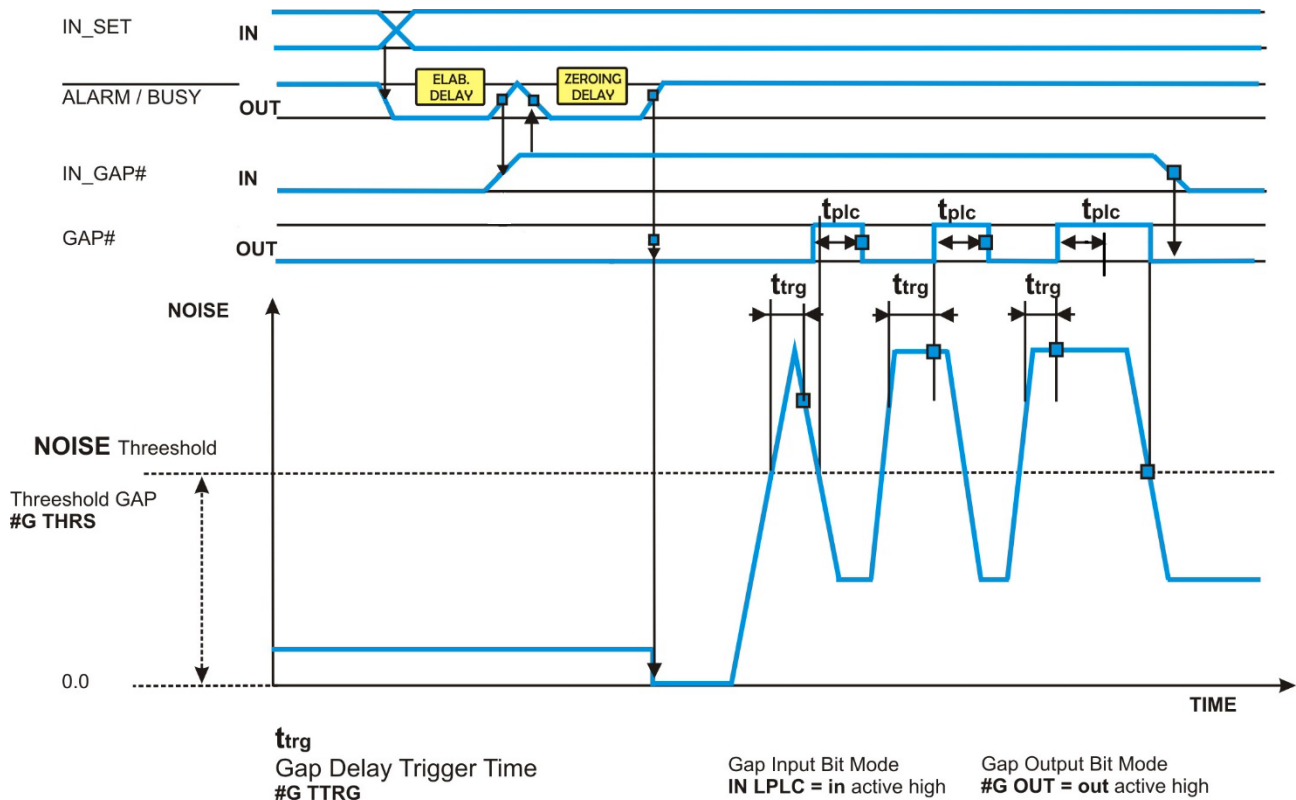 IN_SET
IN
ELAB.
DELAY
ZEROING
DELAY
ALARM / BUSY
OUT
IN_GAP#
IN
tplc
tplc
tplc
GAP#
OUT
ttrg
ttrg
ttrg
NOISE
NOISE Threeshold
Threeshold GAP
#G THRS
0.0
TIME
ttrg
Gap Delay Trigger Time
#G TTRG
Gap Input Bit Mode
IN LPLC = in active high
Gap Output Bit Mode
#G OUT = out active high